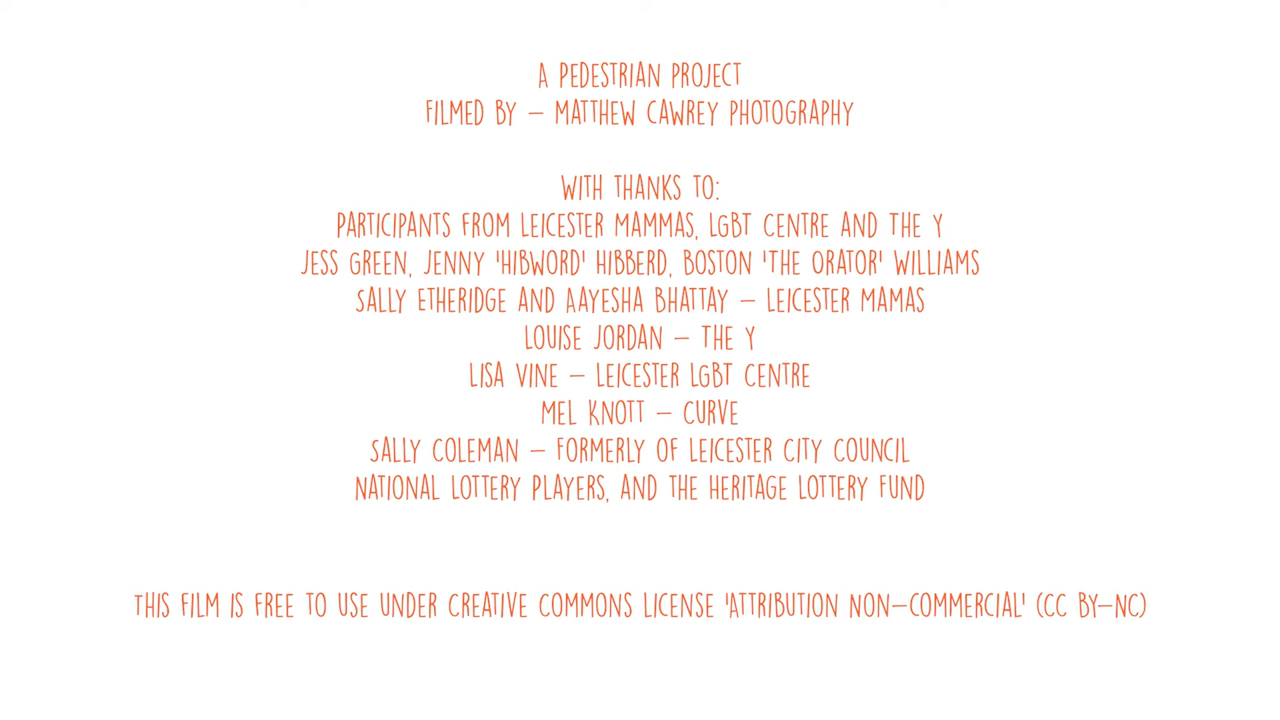 A PEDESTRIAN PROJECT
FILMED BY – MATTHEW CAWREY PHOTOGRAPHY
WITH THANKS TO:
PARTICIPANTS FROM LEICESTER MAMMAS, LGBT CENTRE AND THE Y
JESS GREEN, JENNY 'HIBWORD' HIBBERD, BOSTON 'THE ORATOR' WILLIAMS
SALLY ETHERIDGE AND AAYESHA BHATTAY – LEICESTER MAMAS
LOUISE JORDAN – THE Y
LISA VINE – LEICESTER LGBT CENTRE
MEL KNOTT – CURVE
SALLY COLEMAN – FORMERLY OF LEICESTER CITY COUNCIL
NATIONAL LOTTERY PLAYERS, AND THE HERITAGE LOTTERY FUND
THIS FILM IS FREE TO USE UNDER CREATIVE COMMONS LICENSE 'ATTRIBUTION NON-COMMERCIAL' (CC BY-NC)